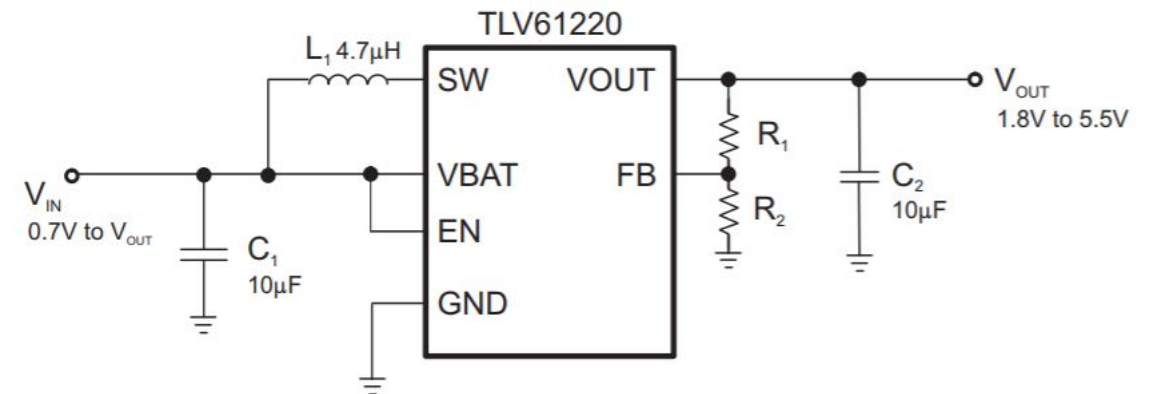 TLV61220
L1 4.7μH
SW
VOUT
VOUT
1.8V to 5.5V
R1
VIN
0.7V to VOUT
VBAT
FB
C2
10μF
R2
EN
C1
10μF
GND